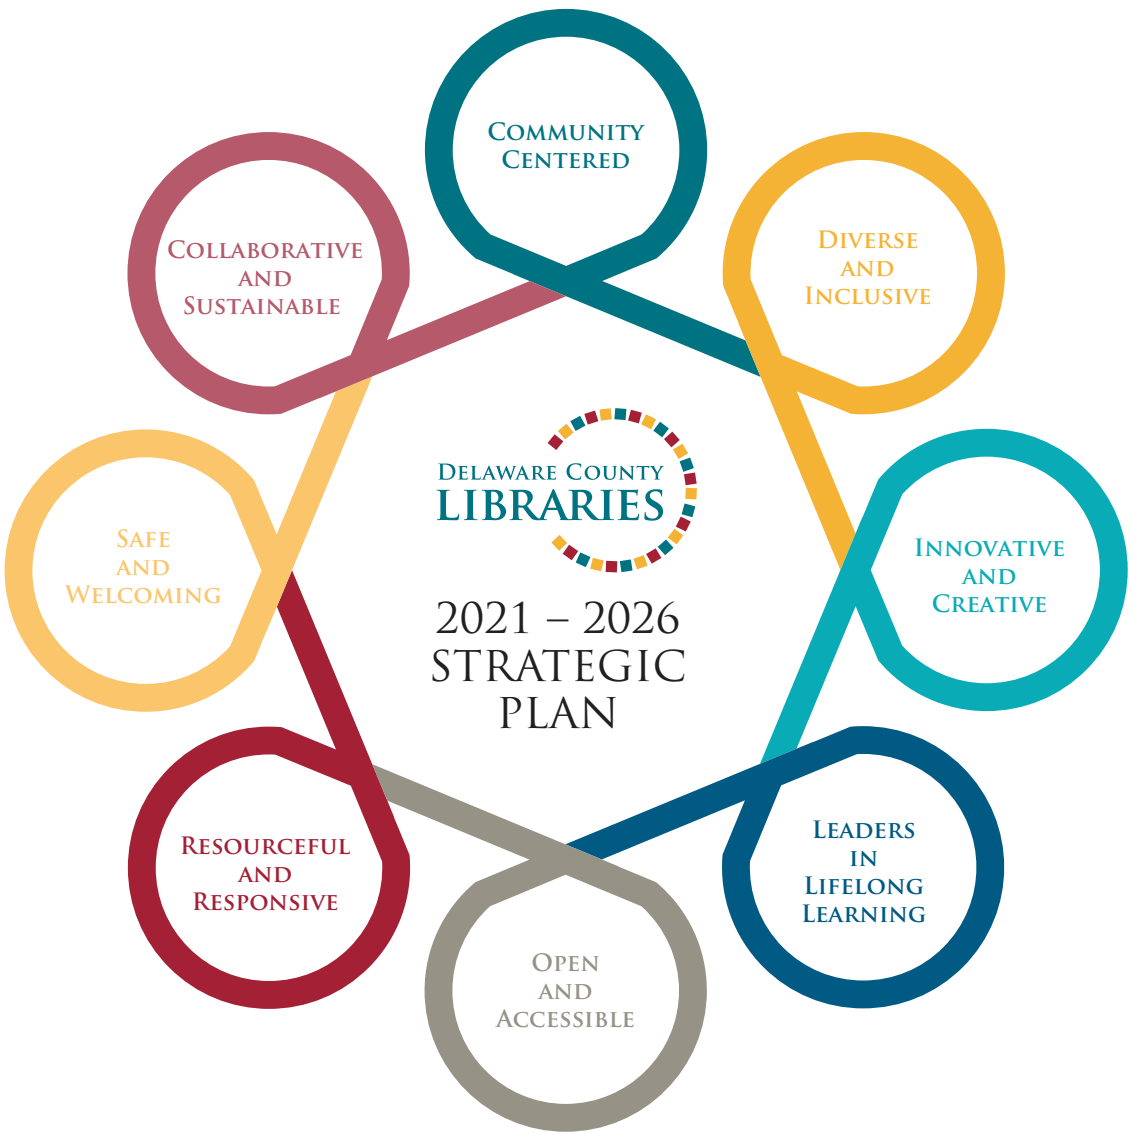 COMMUNITY
CENTERED
DIVERSE
AND
INCLUSIVE
INNOVATIVE
AND
CREATIVE
LEADERS
IN
LIFELONG
LEARNING
OPEN
AND
ACCESSIBLE
RESOURCEFUL
AND
RESPONSIVE
SAFE
AND
WELCOMING
COLLABORATIVE
AND
SUSTAINABLE
DELAWARE COUNTY
LIBRARIES
2021 – 2026
STRATEGIC
PLAN